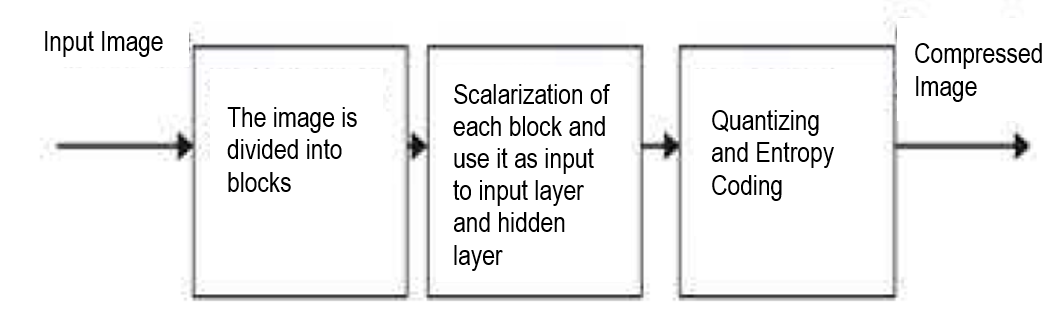 Input Image
The image is
divided into
blocks
Scalarization of
each block and
use it as input
to input layer
and hidden
layer
Quantizing
and Entropy
Coding
Compressed
Image